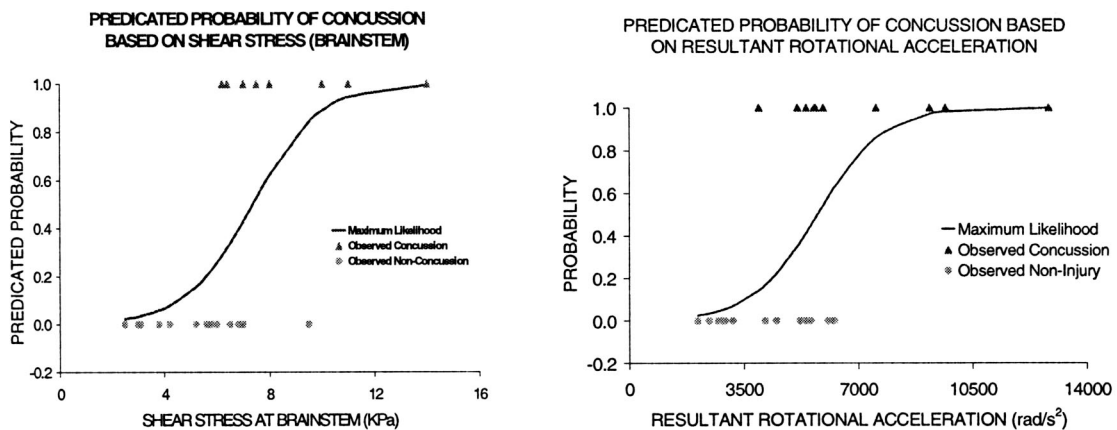 PREDICATED PROBABILITY OF CONCUSSION
BASED ON SHEAR STRESS (BRAINSTEM)
PREDICATED PROBABILITY
1.0
0.8
0.6
0.4
0.2
0.0
-0.2
Maximum Likelihood
Observed Concussion
Observed Non-Concussion
0
4
8
12
16
SHEAR STRESS AT BRAINSTEM (KPa)
PREDICATED PROBABILITY OF CONCUSSION BASED
ON RESULTANT ROTATIONAL ACCELERATION
PROBABILITY
1.0
0.8
0.6
0.4
0.2
0.0
-0.2
Maximum Likelihood
Observed Concussion
Observed Non-Injury
0
3500
7000
10500
14000
RESULTANT ROTATIONAL ACCELERATION (rad/s²)